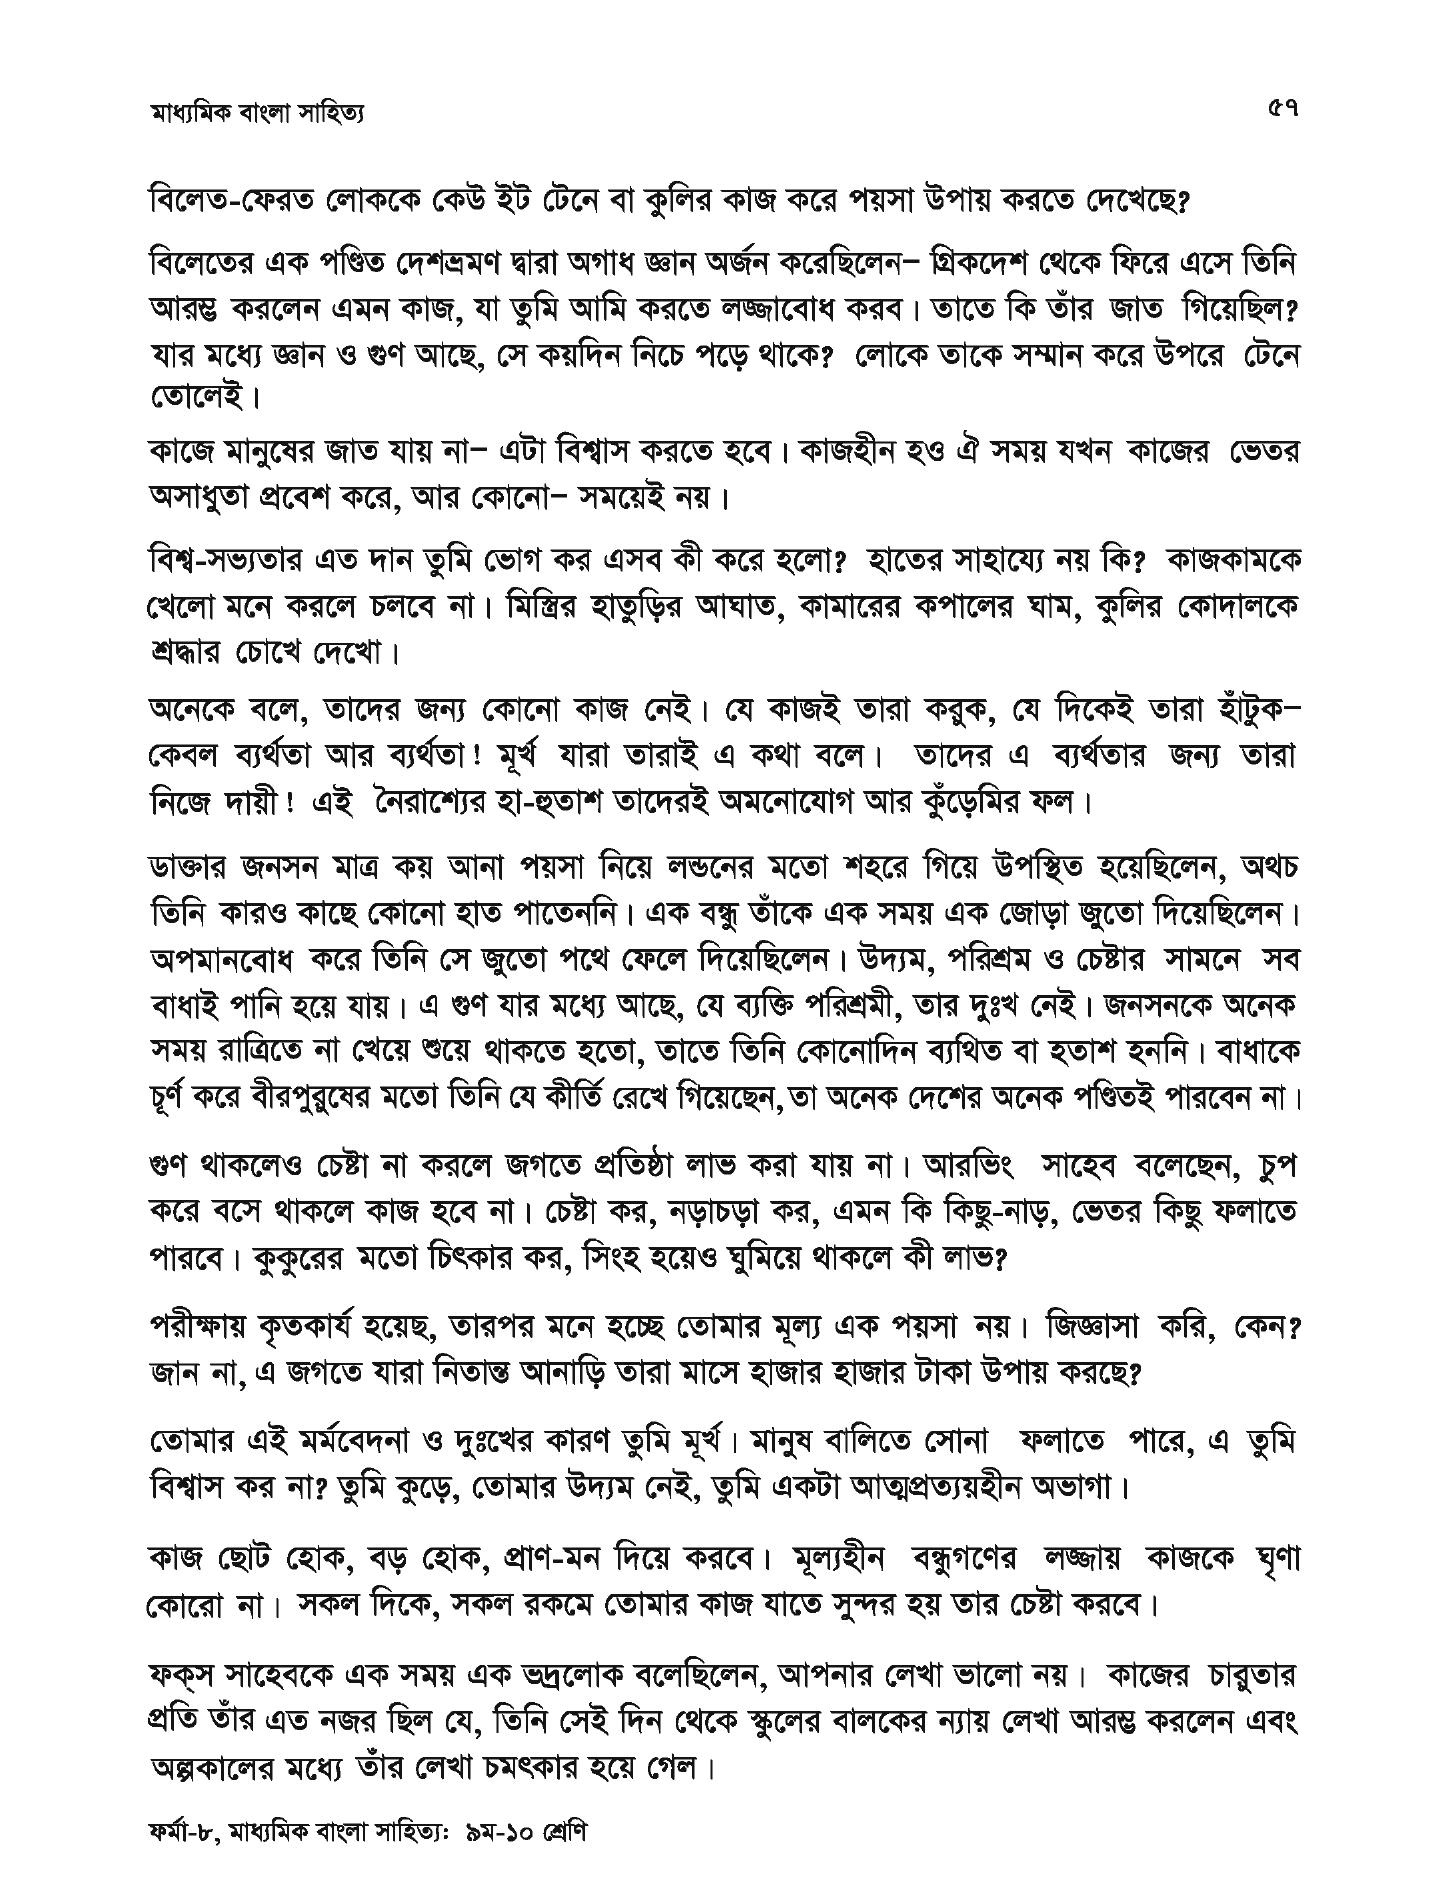 মাধ্যমিক বাংলা সাহিত্য
৫৭
বিলেত-ফেরত লোককে কেউ ইট টেনে বা কুলির কাজ করে পয়সা উপায় করতে দেখেছে?
বিলেতের এক পণ্ডিত দেশভ্রমণ দ্বারা অগাধ জ্ঞান অর্জন করেছিলেন– গ্রিকদেশ থেকে ফিরে এসে তিনি
আরম্ভ করলেন এমন কাজ, যা তুমি আমি করতে লজ্জাবোধ করব। তাতে কি তাঁর জাত গিয়েছিল?
যার মধ্যে জ্ঞান ও গুণ আছে, সে কয়দিন নিচে পড়ে থাকে? লোকে তাকে সম্মান করে উপরে টেনে
তোলেই।
কাজে মানুষের জাত যায় না– এটা বিশ্বাস করতে হবে। কাজহীন হও ঐ সময় যখন কাজের ভেতর
অসাধুতা প্রবেশ করে, আর কোনো– সময়েই নয়।
বিশ্ব-সভ্যতার এত দান তুমি ভোগ কর এসব কী করে হলো? হাতের সাহায্যে নয় কি? কাজকামকে
খেলো মনে করলে চলবে না। মিস্ত্রির হাতুড়ির আঘাত, কামারের কপালের ঘাম, কুলির কোদালকে
শ্রদ্ধার চোখে দেখো।
অনেকে বলে, তাদের জন্য কোনো কাজ নেই। যে কাজই তারা করুক, যে দিকেই তারা হাঁটুক–
কেবল ব্যর্থতা আর ব্যর্থতা! মূর্খ যারা তারাই এ কথা বলে। তাদের এ ব্যর্থতার জন্য তারা
নিজে দায়ী! এই নৈরাশ্যের হা-হুতাশ তাদেরই অমনোযোগ আর কুঁড়েমির ফল।
ডাক্তার জনসন মাত্র কয় আনা পয়সা নিয়ে লন্ডনের মতো শহরে গিয়ে উপস্থিত হয়েছিলেন, অথচ
তিনি কারও কাছে কোনো হাত পাতেননি। এক বন্ধু তাঁকে এক সময় এক জোড়া জুতো দিয়েছিলেন।
অপমানবোধ করে তিনি সে জুতো পথে ফেলে দিয়েছিলেন। উদ্যম, পরিশ্রম ও চেষ্টার সামনে সব
বাধাই পানি হয়ে যায়। এ গুণ যার মধ্যে আছে, যে ব্যক্তি পরিশ্রমী, তার দুঃখ নেই। জনসনকে অনেক
সময় রাত্রিতে না খেয়ে শুয়ে থাকতে হতো, তাতে তিনি কোনোদিন ব্যথিত বা হতাশ হননি। বাধাকে
চূর্ণ করে বীরপুরুষের মতো তিনি যে কীর্তি রেখে গিয়েছেন, তা অনেক দেশের অনেক পণ্ডিতই পারবেন না।
গুণ থাকলেও চেষ্টা না করলে জগতে প্রতিষ্ঠা লাভ করা যায় না। আরভিং সাহেব বলেছেন, চুপ
করে বসে থাকলে কাজ হবে না। চেষ্টা কর, নড়াচড়া কর, এমন কি কিছু-নাড়, ভেতর কিছু ফলাতে
পারবে। কুকুরের মতো চিৎকার কর, সিংহ হয়েও ঘুমিয়ে থাকলে কী লাভ?
পরীক্ষায় কৃতকার্য হয়েছ, তারপর মনে হচ্ছে তোমার মূল্য এক পয়সা নয়। জিজ্ঞাসা করি, কেন?
জান না, এ জগতে যারা নিতান্ত আনাড়ি তারা মাসে হাজার হাজার টাকা উপায় করছে?
তোমার এই মর্মবেদনা ও দুঃখের কারণ তুমি মূর্খ। মানুষ বালিতে সোনা ফলাতে পারে, এ তুমি
বিশ্বাস কর না? তুমি কুড়ে, তোমার উদ্যম নেই, তুমি একটা আত্মপ্রত্যয়হীন অভাগা।
কাজ ছোট হোক, বড় হোক, প্রাণ-মন দিয়ে করবে। মূল্যহীন বন্ধুগণের লজ্জায় কাজকে ঘৃণা
কোরো না। সকল দিকে, সকল রকমে তোমার কাজ যাতে সুন্দর হয় তার চেষ্টা করবে।
ফক্‌স সাহেবকে এক সময় এক ভদ্রলোক বলেছিলেন, আপনার লেখা ভালো নয়। কাজের চারুতার
প্রতি তাঁর এত নজর ছিল যে, তিনি সেই দিন থেকে স্কুলের বালকের ন্যায় লেখা আরম্ভ করলেন এবং
অল্পকালের মধ্যে তাঁর লেখা চমৎকার হয়ে গেল।
ফর্মা-৮, মাধ্যমিক বাংলা সাহিত্যঃ ৯ম-১০ শ্রেণি